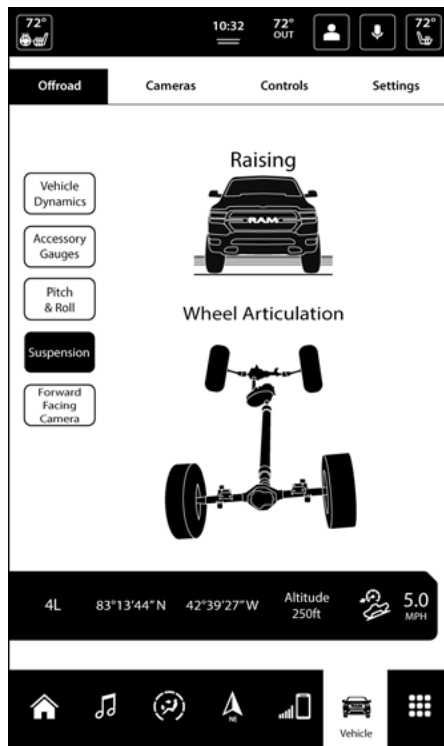 72°
10:32
72°
OUT
72°
Offroad
Cameras
Controls
Settings
Raising
RAM
Vehicle
Dynamics
Accessory
Gauges
Pitch
& Roll
Suspension
Forward
Facing
Camera
Wheel Articulation
4L
83°13'44" N
42°39'27" W
Altitude
250ft
5.0
MPH
NE
Vehicle